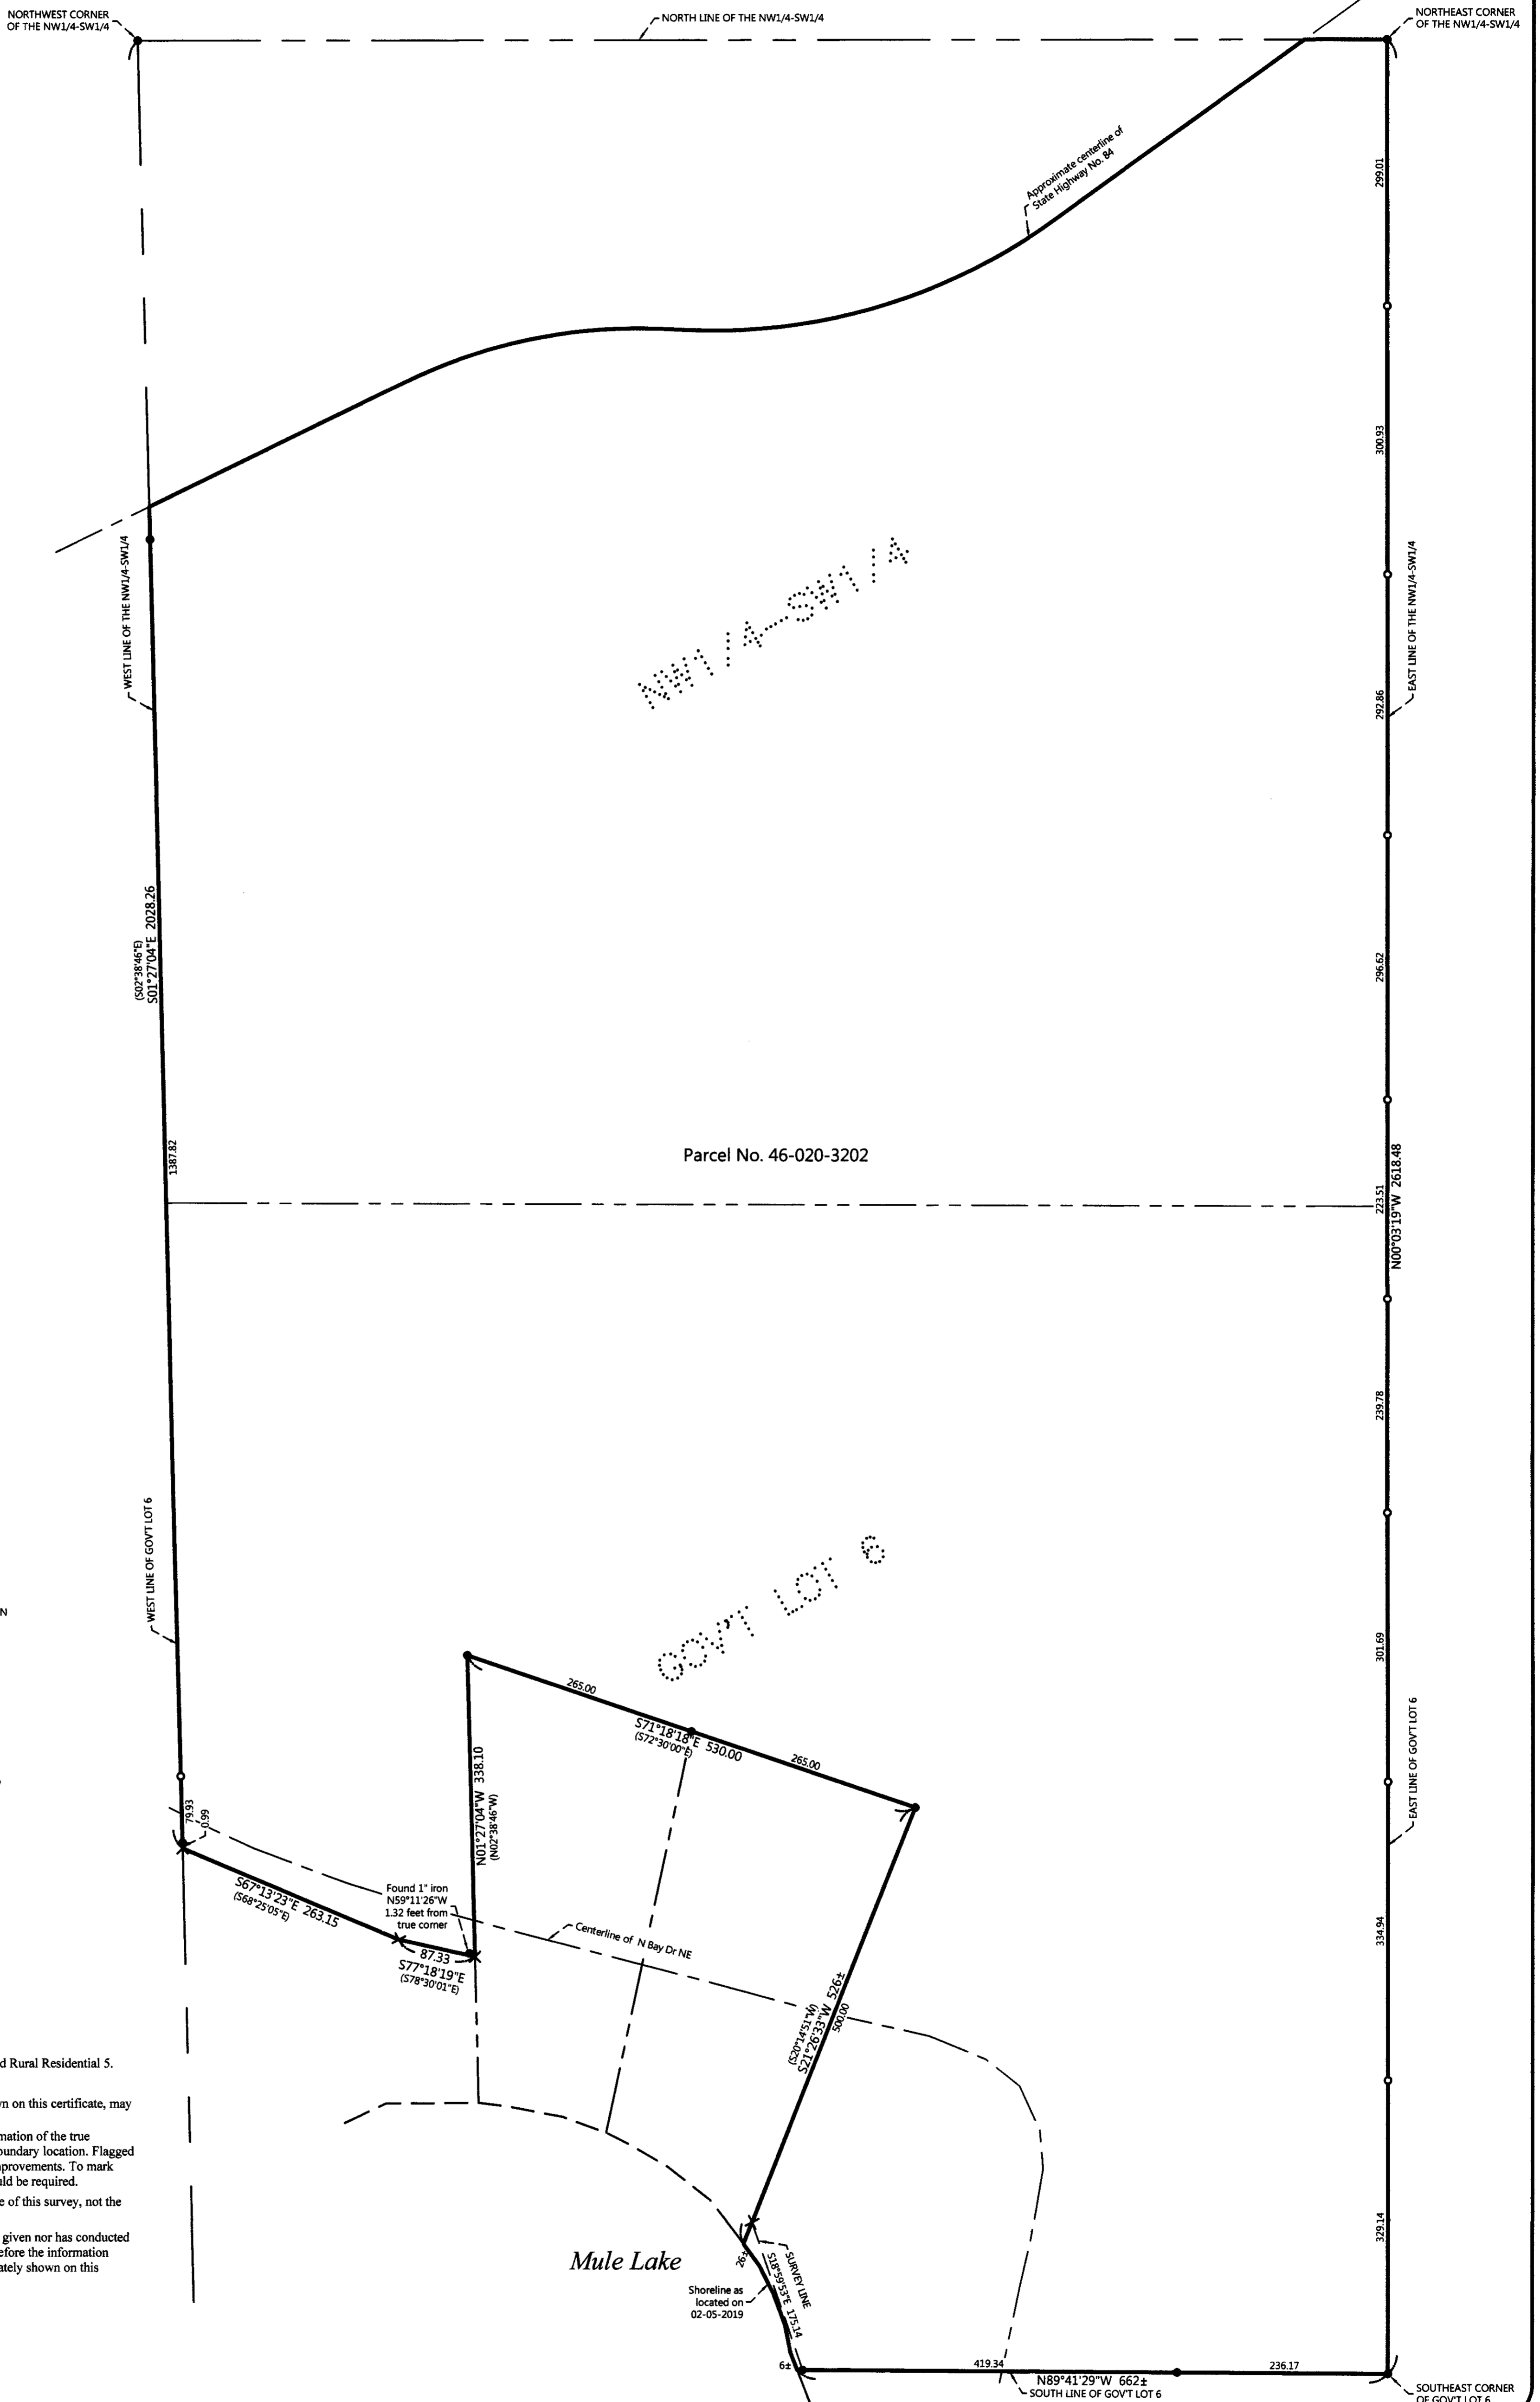 NORTHWEST CORNER
OF THE NW1/4-SW1/4
NORTH LINE OF THE NW1/4-SW1/4
NORTHEAST CORNER
OF THE NW1/4-SW1/4
Approximate centerline of
State Highway No. 84
299.01
300.93
WEST LINE OF THE NW1/4-SW1/4
NW1/4-SW1/4
EAST LINE OF THE NW1/4-SW1/4
292.86
(S02°38'46"E)
S01°27'04"E 2028.26
296.62
1387.82
Parcel No. 46-020-3202
223.51
N00°03'19"W 2618.48
239.78
WEST LINE OF GOV'T LOT 6
GOV'T LOT 6
N
301.69
265.00
S71°18'18"E 530.00
(S72°30'00"E)
265.00
EAST LINE OF GOV'T LOT 6
N01°27'04"W 338.10
(N02°38'46"W)
79.93
0.99
S67°13'23"E 263.15
(S68°25'05"E)
Found 1" iron
N59°11'26"W
1.32 feet from
true corner
87.33
S77°18'19"E
(S78°30'01"E)
Centerline of N Bay Dr NE
334.94
(S20°14'51"W)
S21°26'33"W 526±
500.00
d Rural Residential 5.
n on this certificate, may
mation of the true
oundary location. Flagged
provements. To mark
uld be required.
e of this survey, not the
given nor has conducted
efore the information
ately shown on this
329.14
Mule Lake
26±
SURVEY LINE
S18°59'53"E 175.14
Shoreline as
located on
02-05-2019
6±
419.34
236.17
N89°41'29"W 662±
SOUTH LINE OF GOV'T LOT 6
SOUTHEAST CORNER
OF GOV'T LOT 6